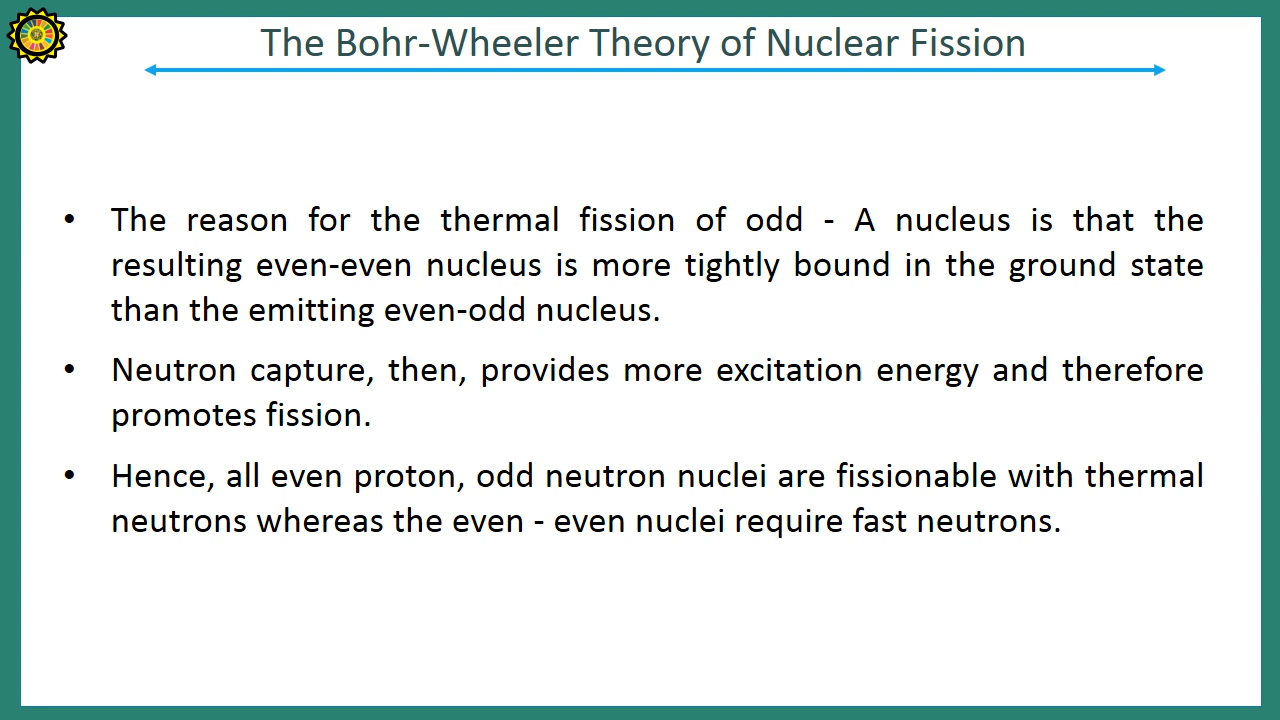 The Bohr-Wheeler Theory of Nuclear Fission
• The reason for the thermal fission of odd - A nucleus is that the
resulting even-even nucleus is more tightly bound in the ground state
than the emitting even-odd nucleus.
• Neutron capture, then, provides more excitation energy and therefore
promotes fission.
• Hence, all even proton, odd neutron nuclei are fissionable with thermal
neutrons whereas the even - even nuclei require fast neutrons.